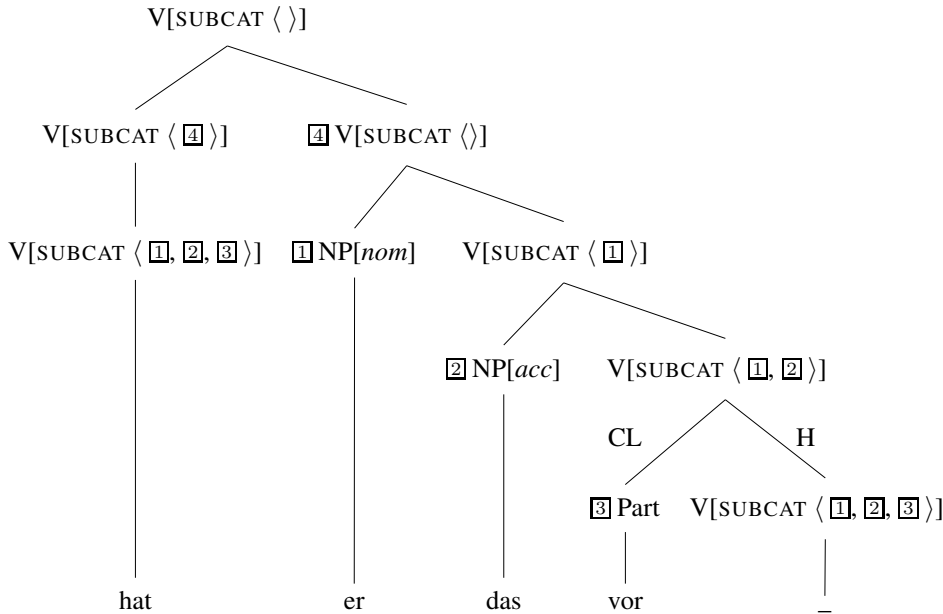 V[SUBCAT ⟨ ⟩]
V[SUBCAT ⟨ 4 ⟩] 4 V[SUBCAT ⟨⟩]
V[SUBCAT ⟨ 1, 2, 3 ⟩] 1 NP[nom] V[SUBCAT ⟨ 1 ⟩]
2 NP[acc] V[SUBCAT ⟨ 1, 2 ⟩]
CL H
3 Part V[SUBCAT ⟨ 1, 2, 3 ⟩]
hat er das vor _